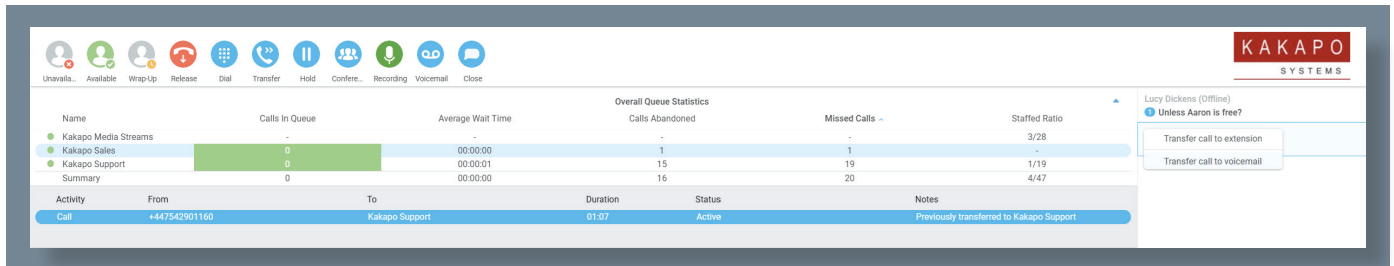 KAKAPO
SYSTEMS
Unavaila... Available Wrap-Up Release Dial Transfer Hold Confere... Recording Voicemail Close
Overall Queue Statistics
Name Calls In Queue Average Wait Time Calls Abandoned Missed Calls Staffed Ratio
Kakapo Media Streams - - - - 3/28
Kakapo Sales 0 00:00:00 1 1 -
Kakapo Support 0 00:00:01 15 19 1/19
Summary 0 00:00:00 16 20 4/47
Activity From To Duration Status Notes
Call +447542901160 Kakapo Support 01:07 Active Previously transferred to Kakapo Support
Lucy Dickens (Offline)
1 Unless Aaron is free?
Transfer call to extension
Transfer call to voicemail